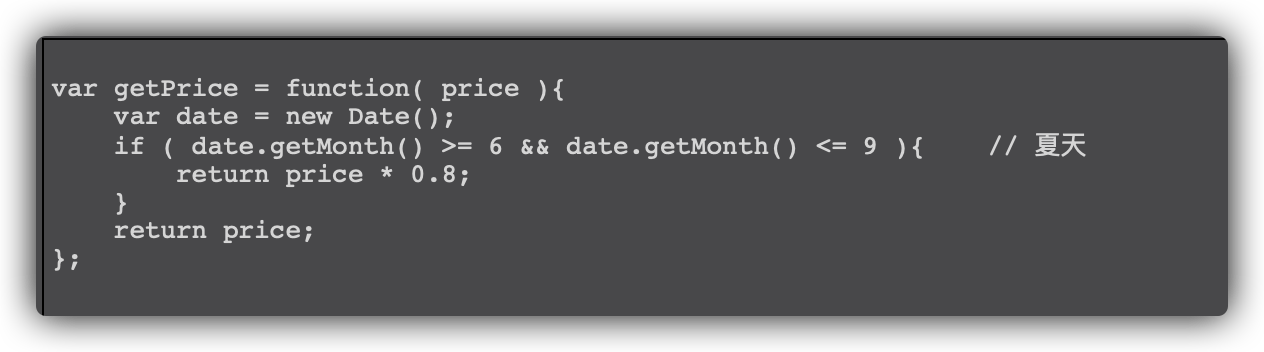 var getPrice = function( price ){
    var date = new Date();
    if ( date.getMonth() >= 6 && date.getMonth() <= 9 ){    // 夏天
        return price * 0.8;
    }
    return price;
};